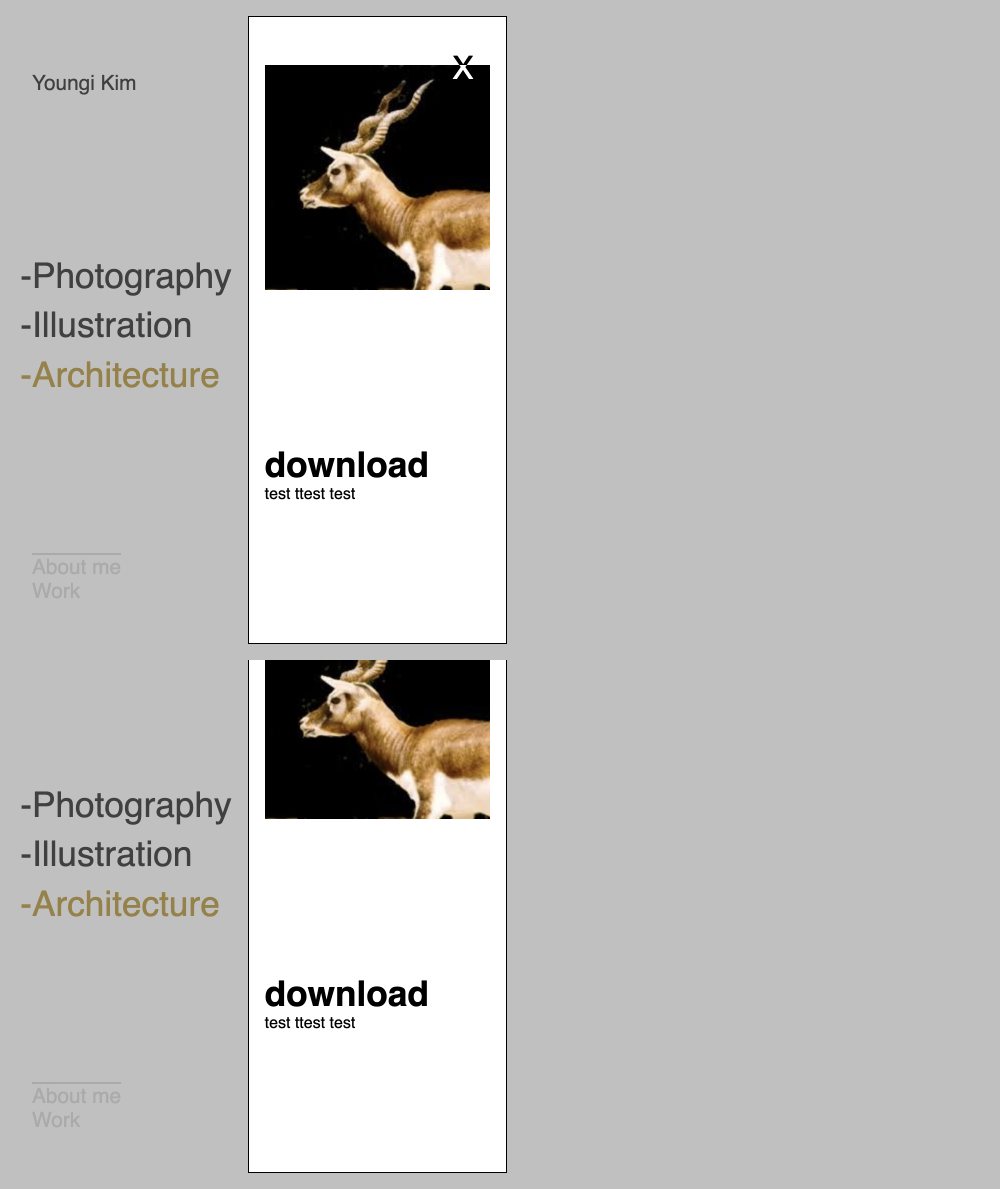 X
Youngi Kim
-Photography
-Illustration
-Architecture
download
test ttest test
About me
Work
-Photography
-Illustration
-Architecture
download
test ttest test
About me
Work